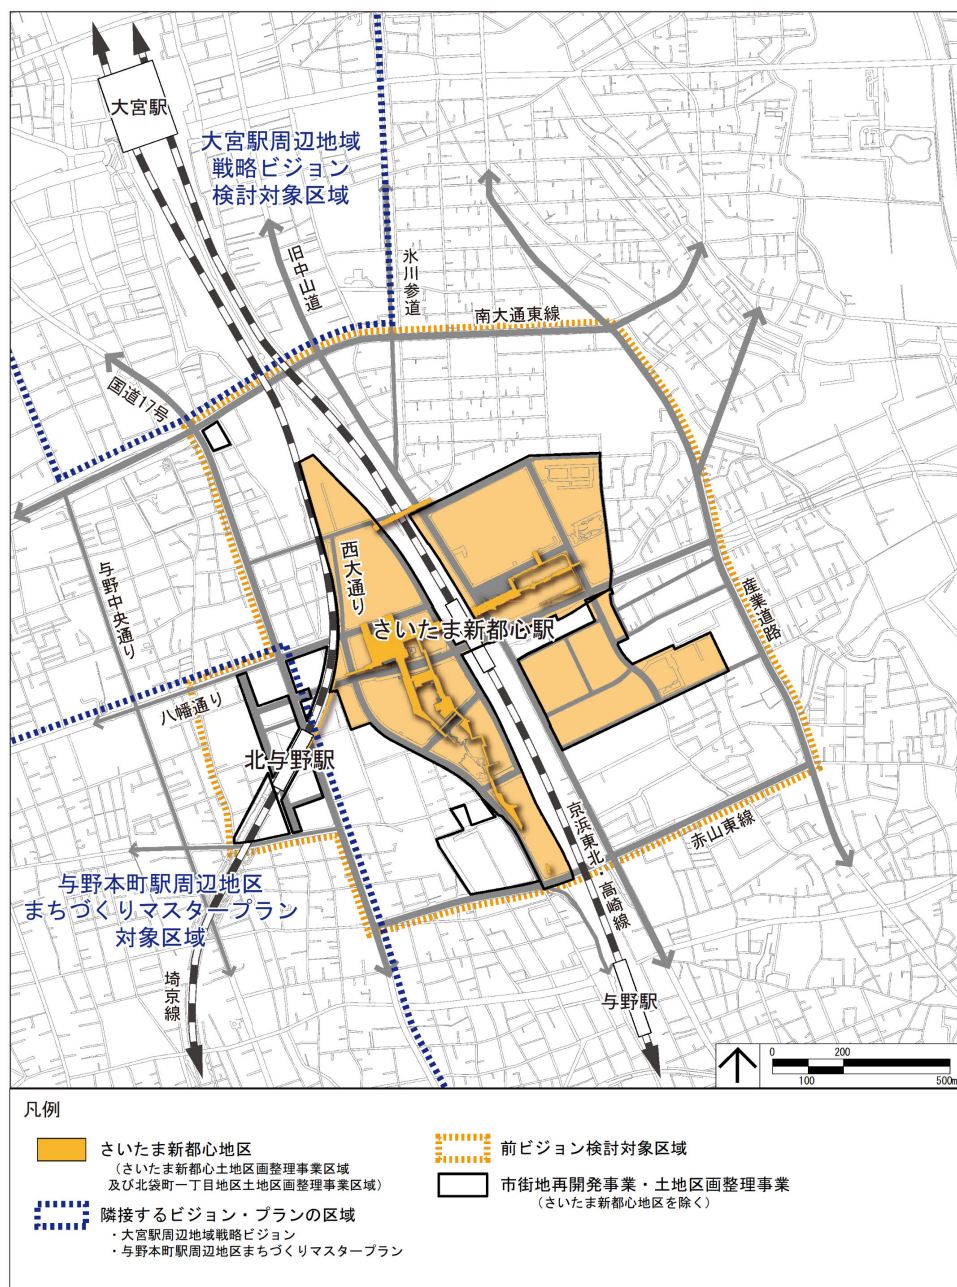 大宮駅
大宮駅周辺地域
戦略ビジョン
検討対象区域
旧中山道
氷川参道
南大通東線
国道17号
与野中央通り
西大通り
さいたま新都心駅
産業道路
八幡通り
北与野駅
京浜東北・高崎線
赤山東線
与野本町駅周辺地区
まちづくりマスタープラン
対象区域
埼京線
与野駅
0 200
100 500m
凡例
さいたま新都心地区
(さいたま新都心土地区画整理事業区域
及び北袋町一丁目地区土地区画整理事業区域)
隣接するビジョン・プランの区域
・大宮駅周辺地域戦略ビジョン
・与野本町駅周辺地区まちづくりマスタープラン
前ビジョン検討対象区域
市街地再開発事業・土地区画整理事業
(さいたま新都心地区を除く)